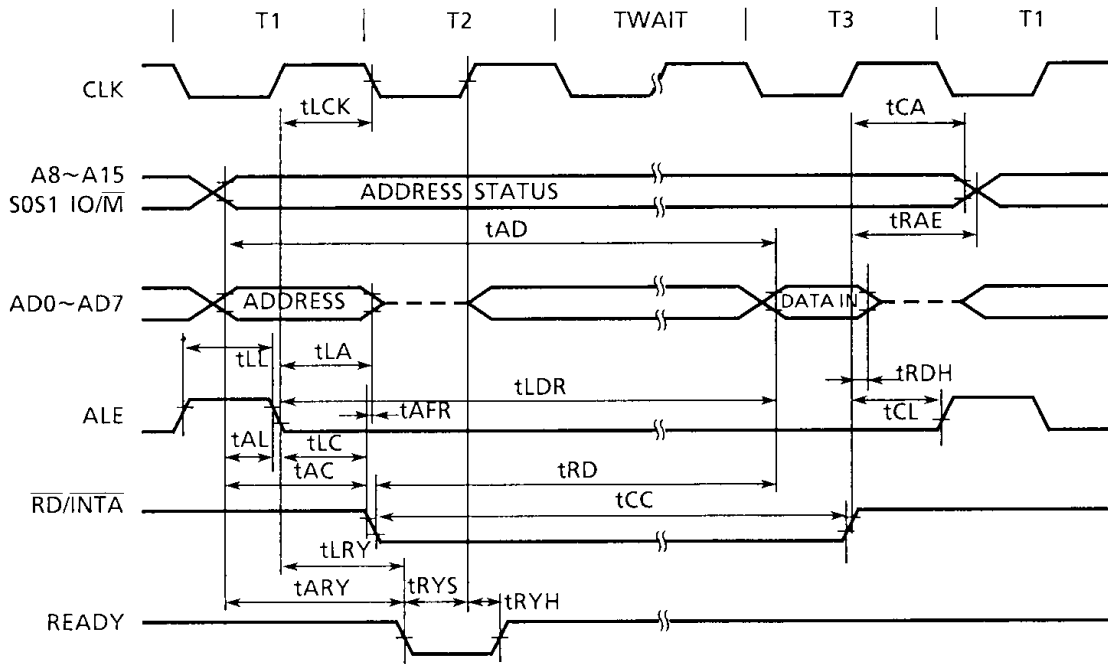 T1 T2 TWAIT T3 T1
CLK
tLCK tCA
A8~A15
S0S1 IO/M̅
ADDRESS STATUS
tRAE
tAD
AD0~AD7 ADDRESS DATA IN
tLL tLA
tRDH
tLDR
tAFR tCL
ALE
tAL tLC
tAC tRD
tCC
R̅D̅/I̅N̅T̅A̅
tLRY
tARY tRYS tRYH
READY